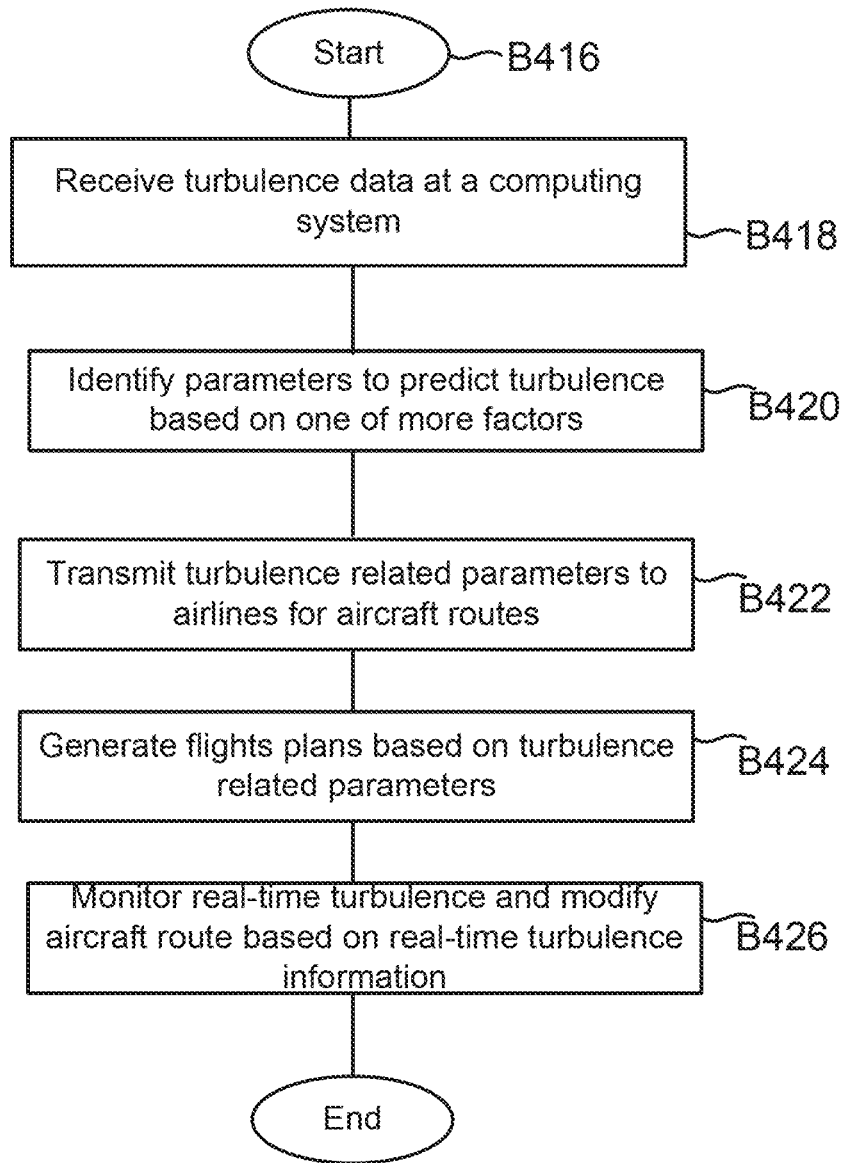 Start
B416
Receive turbulence data at a computing
system
B418
Identify parameters to predict turbulence
based on one of more factors
B420
Transmit turbulence related parameters to
airlines for aircraft routes
B422
Generate flights plans based on turbulence
related parameters
B424
Monitor real-time turbulence and modify
aircraft route based on real-time turbulence
information
B426
End